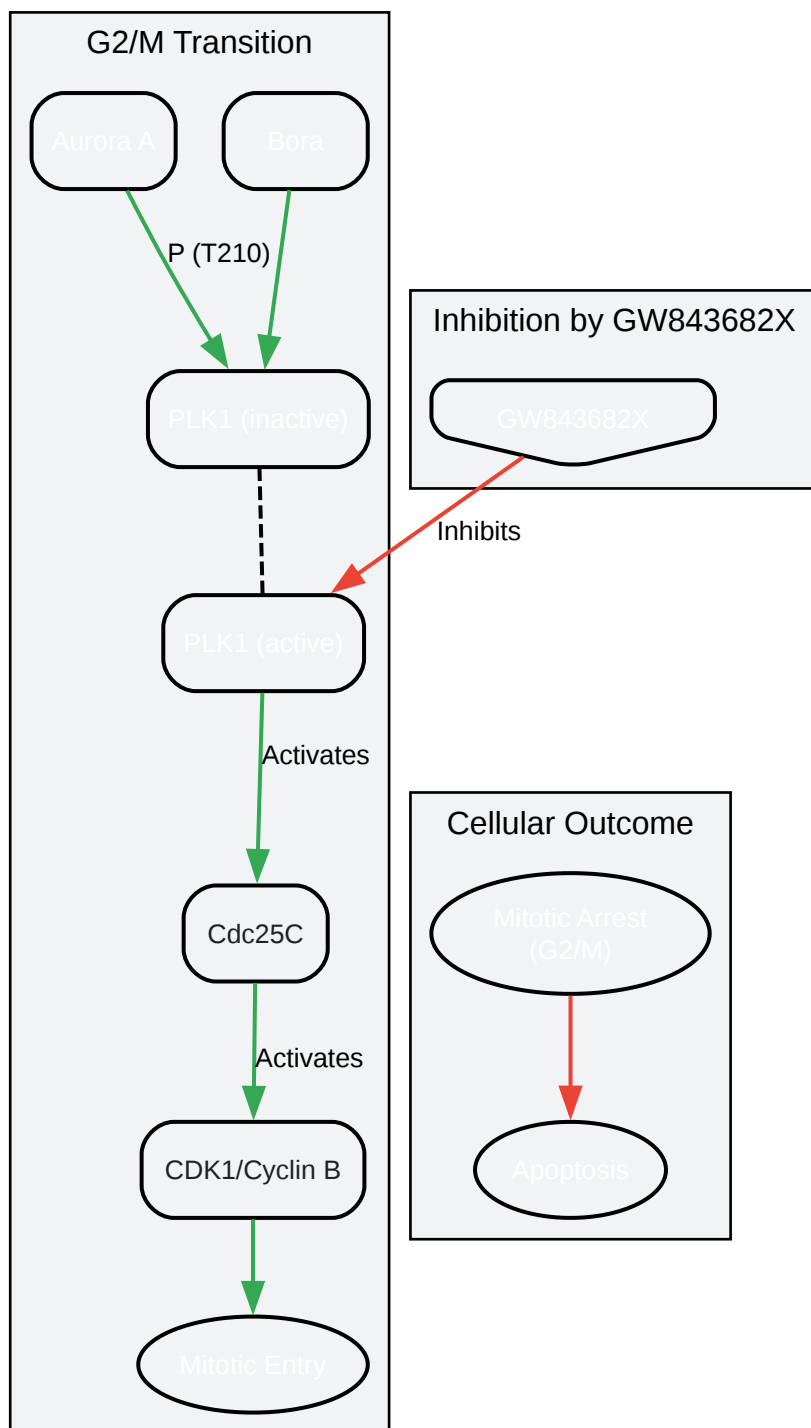 G2/M Transition
Aurora A
Bora
P (T210)
PLK1 (inactive)
Inhibition by GW843682X
GW843682X
Inhibits
PLK1 (active)
Activates
Cdc25C
Activates
CDK1/Cyclin B
Mitotic Entry
Cellular Outcome
Mitotic Arrest
(G2/M)
Apoptosis